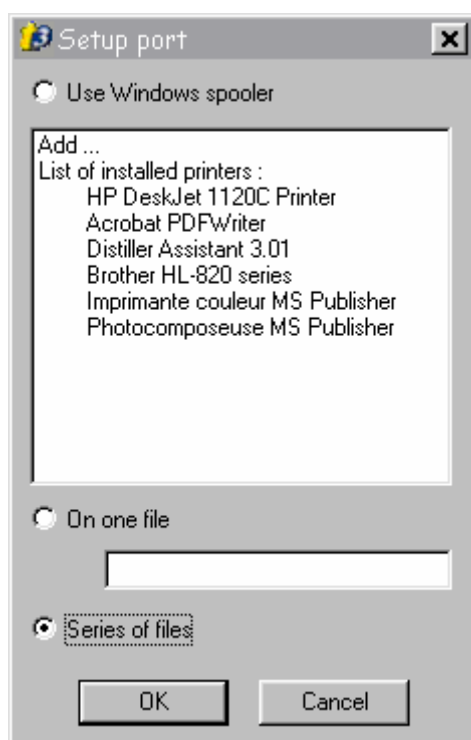 Setup port
Use Windows spooler
Add ...
List of installed printers :
HP DeskJet 1120C Printer
Acrobat PDFWriter
Distiller Assistant 3.01
Brother HL-820 series
Imprimante couleur MS Publisher
Photocomposeuse MS Publisher
On one file
Series of files
OK Cancel